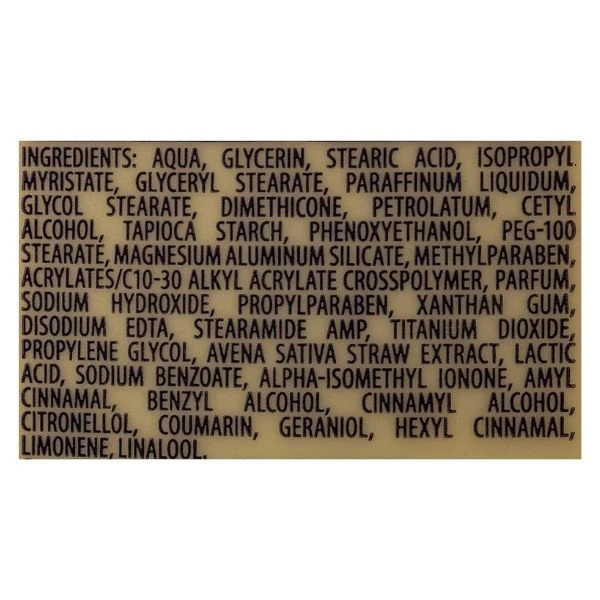 INGREDIENTS: AQUA, GLYCERIN, STEARIC ACID, ISOPROPYL
MYRISTATE, GLYCERYL STEARATE, PARAFFINUM LIQUIDUM,
GLYCOL STEARATE, DIMETHICONE, PETROLATUM, CETYL
ALCOHOL, TAPIOCA STARCH, PHENOXYETHANOL, PEG-100
STEARATE, MAGNESIUM ALUMINUM SILICATE, METHYLPARABEN,
ACRYLATES/C10-30 ALKYL ACRYLATE CROSSPOLYMER, PARFUM,
SODIUM HYDROXIDE, PROPYLPARABEN, XANTHAN GUM,
DISODIUM EDTA, STEARAMIDE AMP, TITANIUM DIOXIDE,
PROPYLENE GLYCOL, AVENA SATIVA STRAW EXTRACT, LACTIC
ACID, SODIUM BENZOATE, ALPHA-ISOMETHYL IONONE, AMYL
CINNAMAL, BENZYL ALCOHOL, CINNAMYL ALCOHOL,
CITRONELLOL, COUMARIN, GERANIOL, HEXYL CINNAMAL,
LIMONENE, LINALOOL.